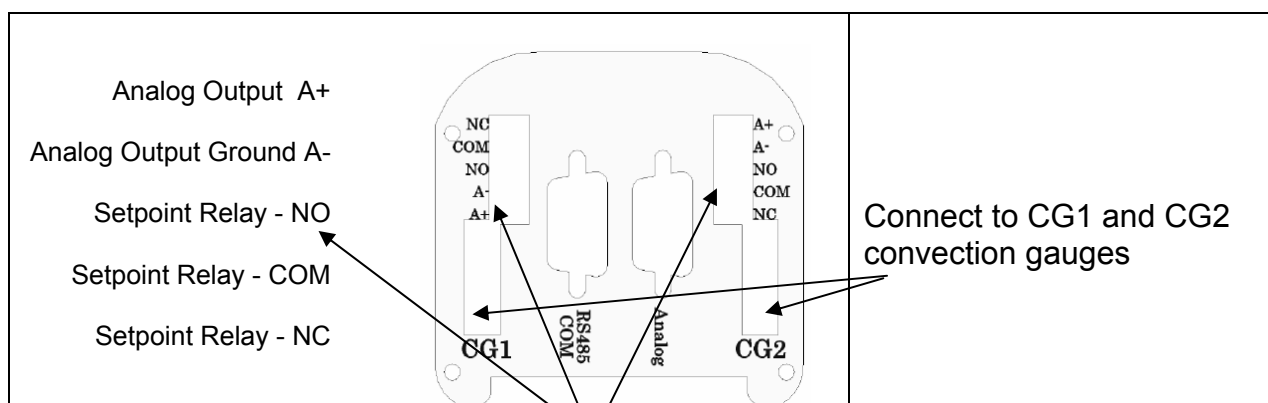 Analog Output A+
Analog Output Ground A-
Setpoint Relay - NO
Setpoint Relay - COM
Setpoint Relay - NC
NC
COM
NO
A-
A+
CG1
RS485
COM
Analog
A+
A-
NO
COM
NC
CG2
Connect to CG1 and CG2
convection gauges